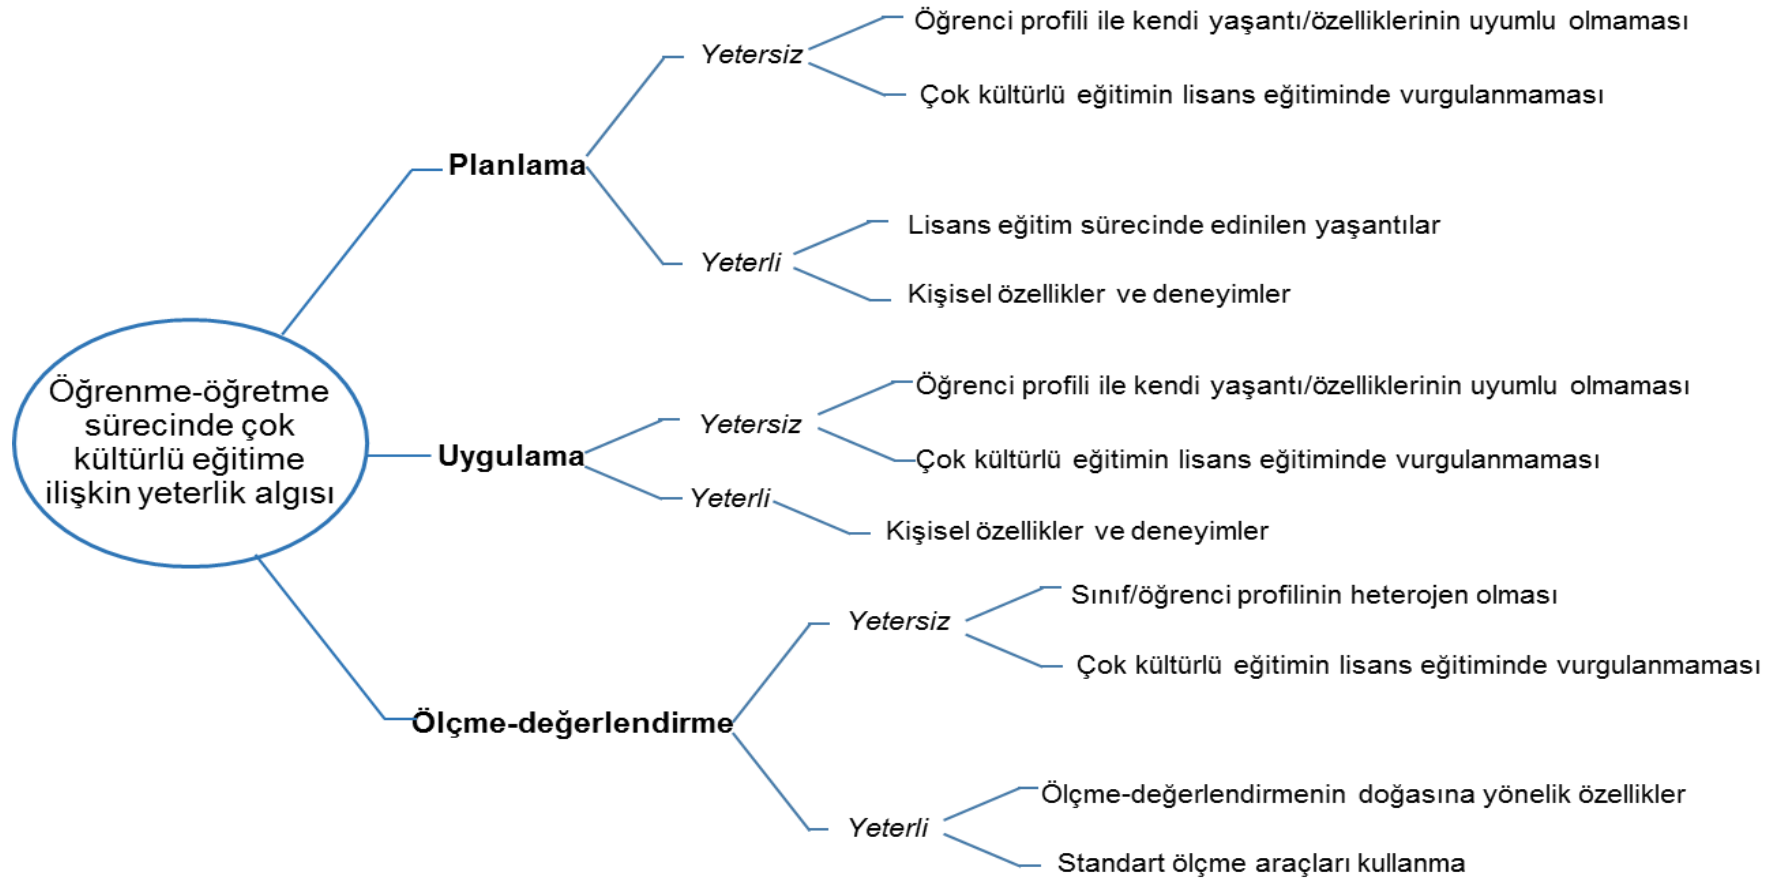 Öğrenme-öğretme
sürecinde çok
kültürlü eğitime
ilişkin yeterlik algısı
Planlama
Yetersiz
Öğrenci profili ile kendi yaşantı/özelliklerinin uyumlu olmaması
Çok kültürlü eğitimin lisans eğitiminde vurgulanmaması
Yeterli
Lisans eğitim sürecinde edinilen yaşantılar
Kişisel özellikler ve deneyimler
Uygulama
Yetersiz
Öğrenci profili ile kendi yaşantı/özelliklerinin uyumlu olmaması
Çok kültürlü eğitimin lisans eğitiminde vurgulanmaması
Yeterli
Kişisel özellikler ve deneyimler
Ölçme-değerlendirme
Yetersiz
Sınıf/öğrenci profilinin heterojen olması
Çok kültürlü eğitimin lisans eğitiminde vurgulanmaması
Yeterli
Ölçme-değerlendirmenin doğasına yönelik özellikler
Standart ölçme araçları kullanma